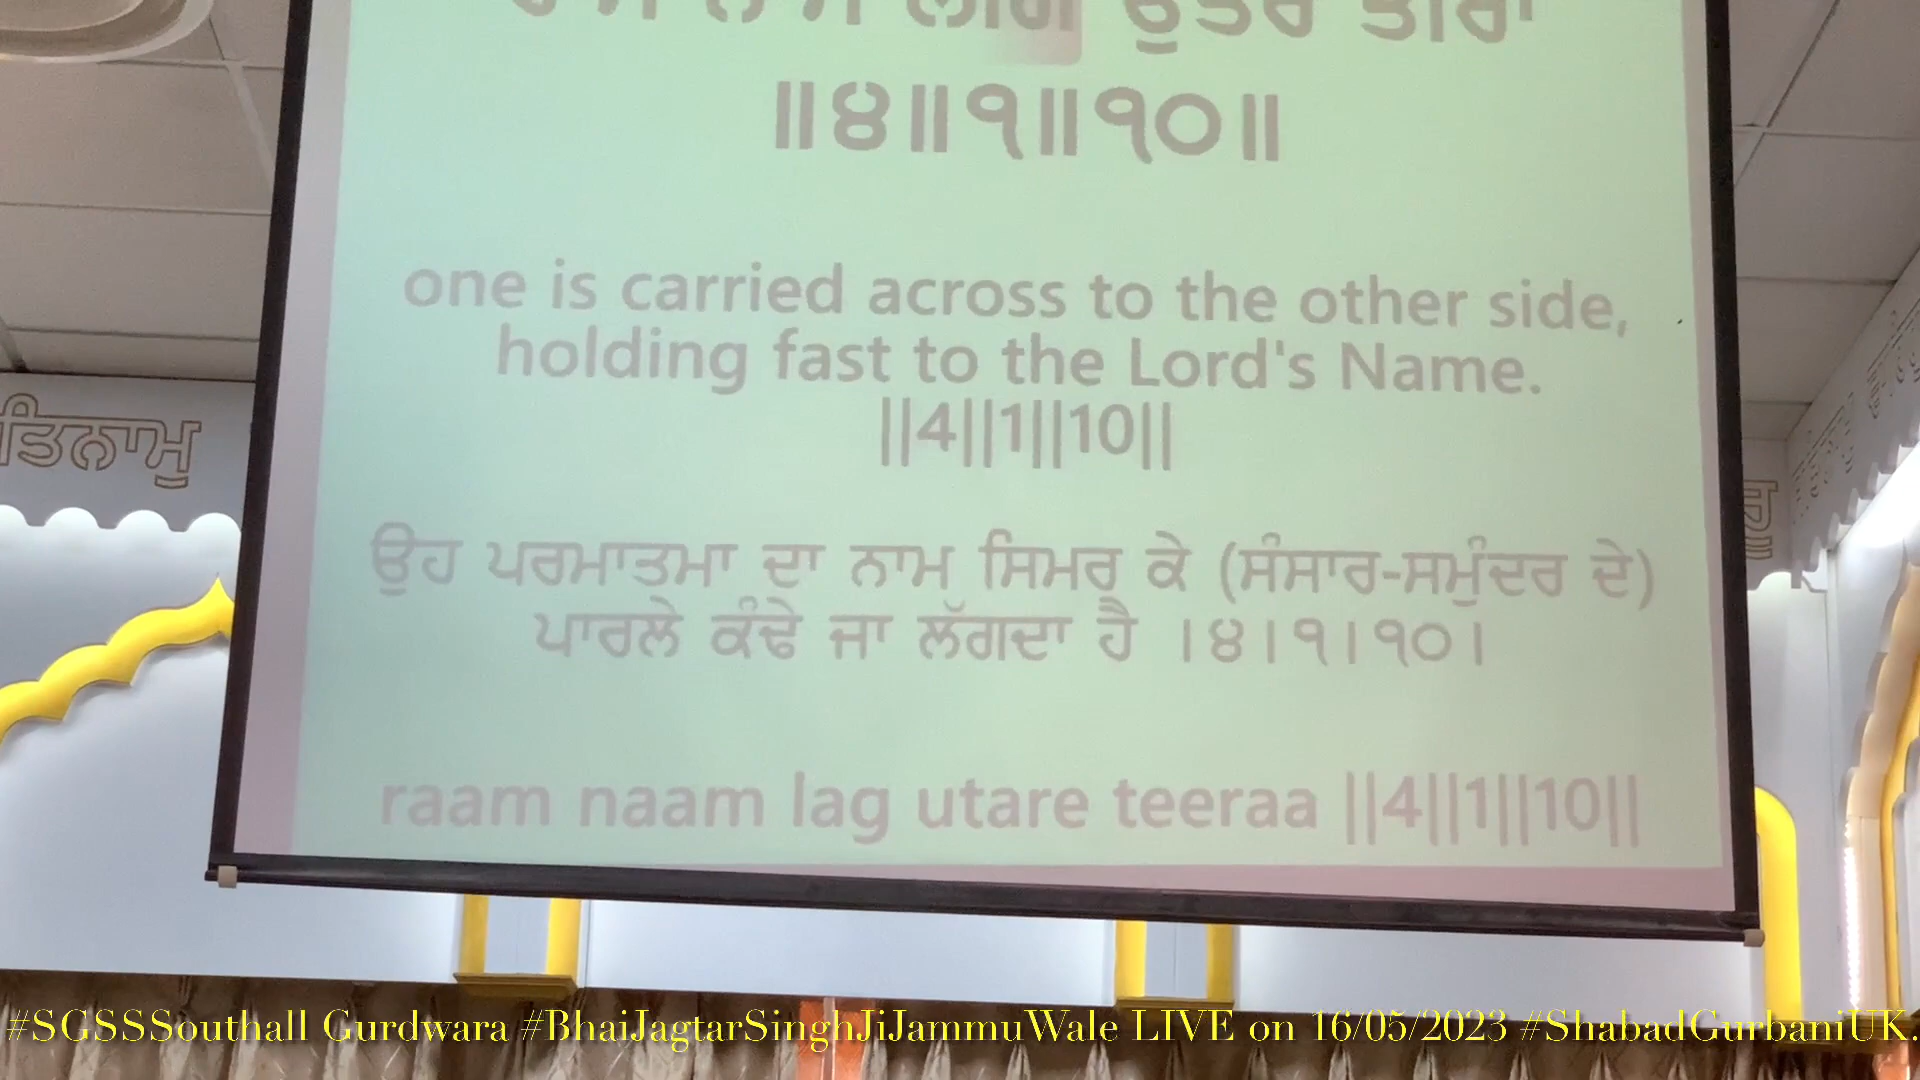 ਰਾਮ ਨਾਮ ਲਗਿ ਉਤਰੇ ਤੀਰਾ
॥੪॥੧॥੧੦॥
one is carried across to the other side,
holding fast to the Lord's Name.
||4||1||10||
ਉਹ ਪਰਮਾਤਮਾ ਦਾ ਨਾਮ ਸਿਮਰ ਕੇ (ਸੰਸਾਰ-ਸਮੁੰਦਰ ਦੇ)
ਪਾਰਲੇ ਕੰਢੇ ਜਾ ਲੱਗਦਾ ਹੈ ।੪।੧।੧੦।
raam naam lag utare teeraa ||4||1||10||
ਤਿਨਾਮੁ
#SGSSSouthall Gurdwara #BhaiJagtarSinghJiJammuWale LIVE on 16/05/2023 #ShabadGurbaniUK.